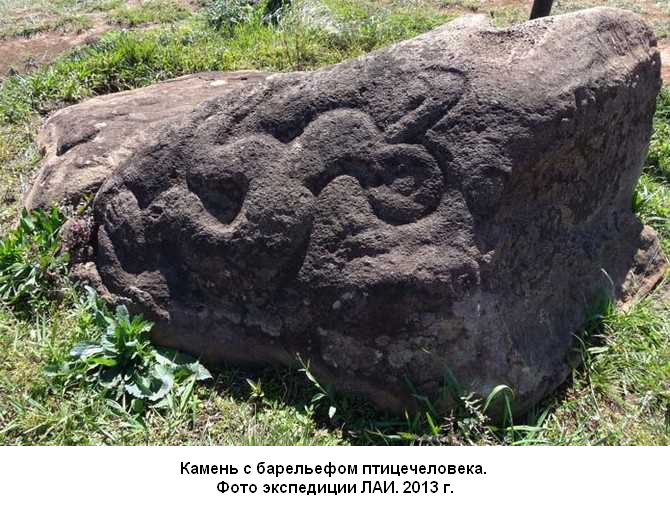 Камень с барельефом птицечеловека.
Фото экспедиции ЛАИ. 2013 г.